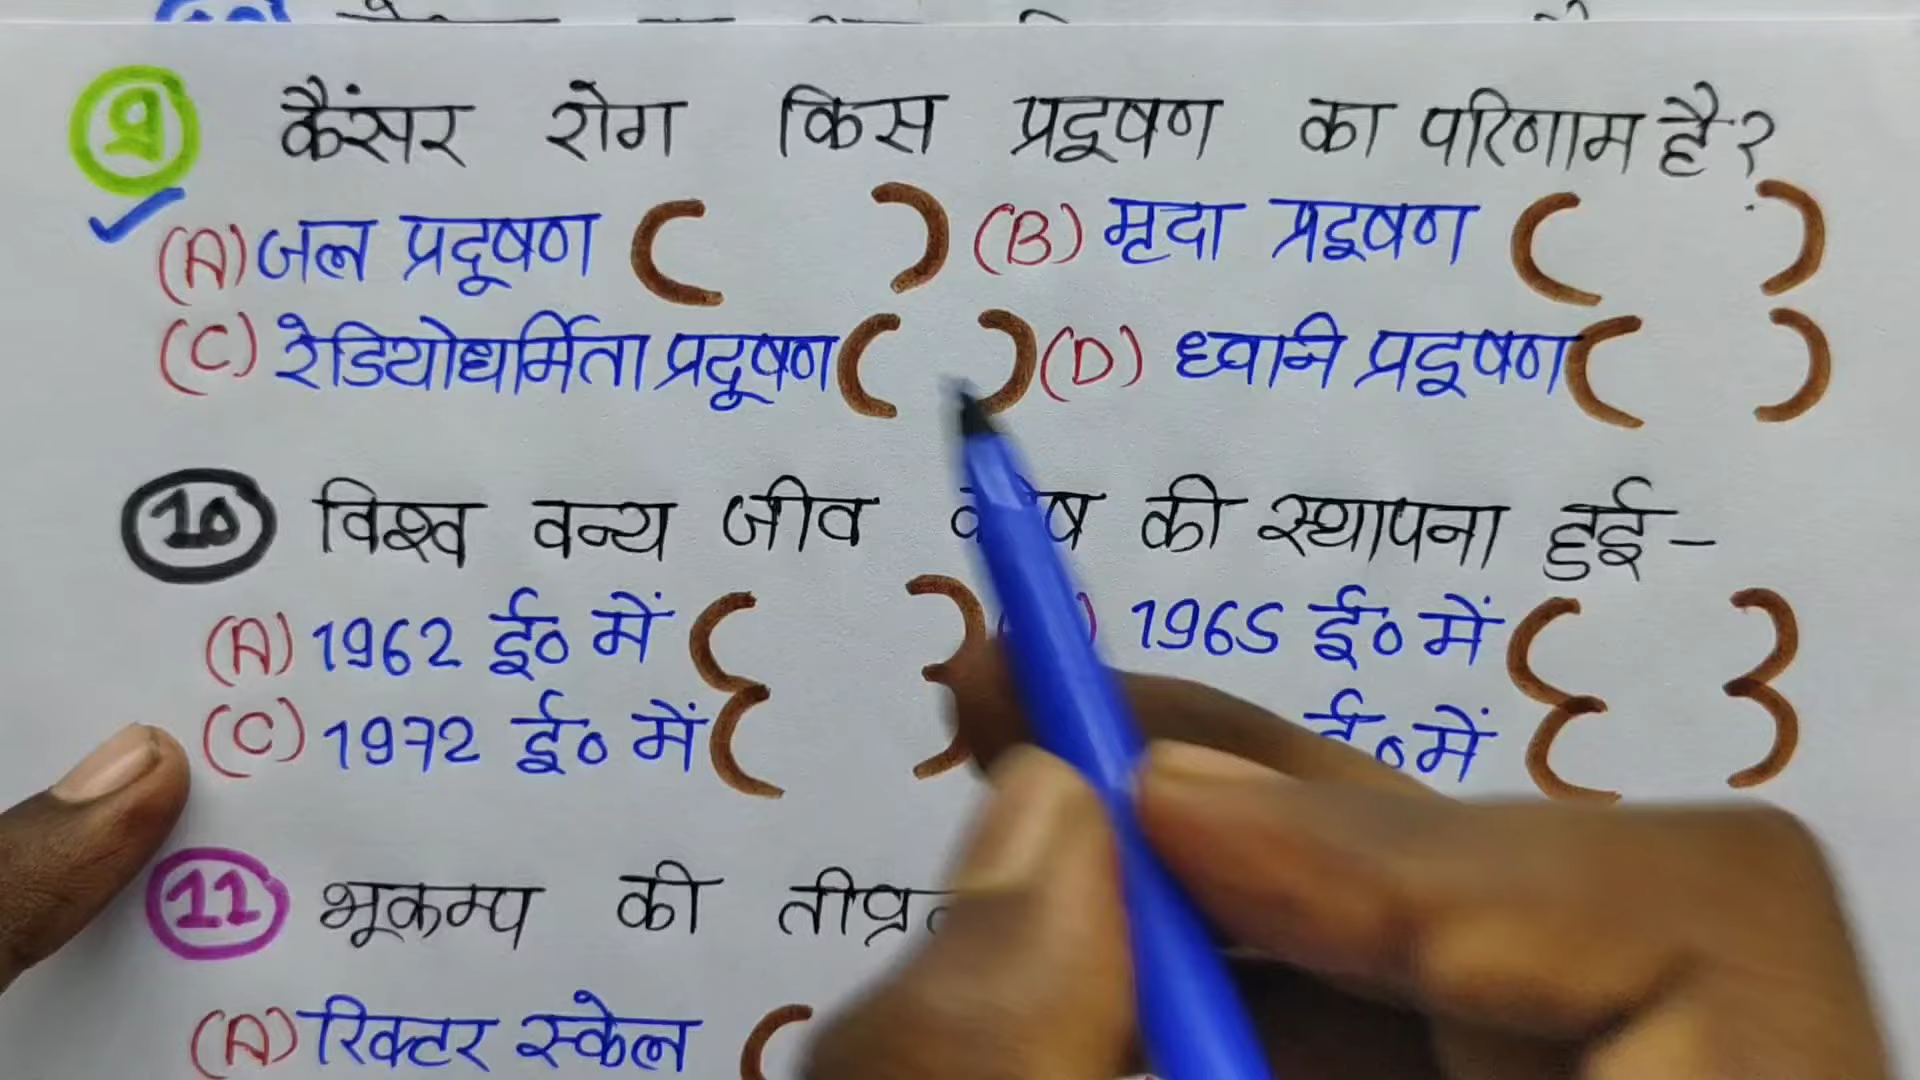 9 कैंसर रोग किस प्रदूषण का परिणाम है?
(A) जल प्रदूषण ( ) (B) मृदा प्रदूषण ( )
(C) रेडियोधर्मिता प्रदूषण ( ) (D) ध्वनि प्रदूषण ( )
10 विश्व वन्य जीव की स्थापना हुई-
(A) 1962 ई० में { } 1965 ई० में { }
(C) 1972 ई० में ई० में
11 भूकम्प की
(A) रिक्टर स्केल (